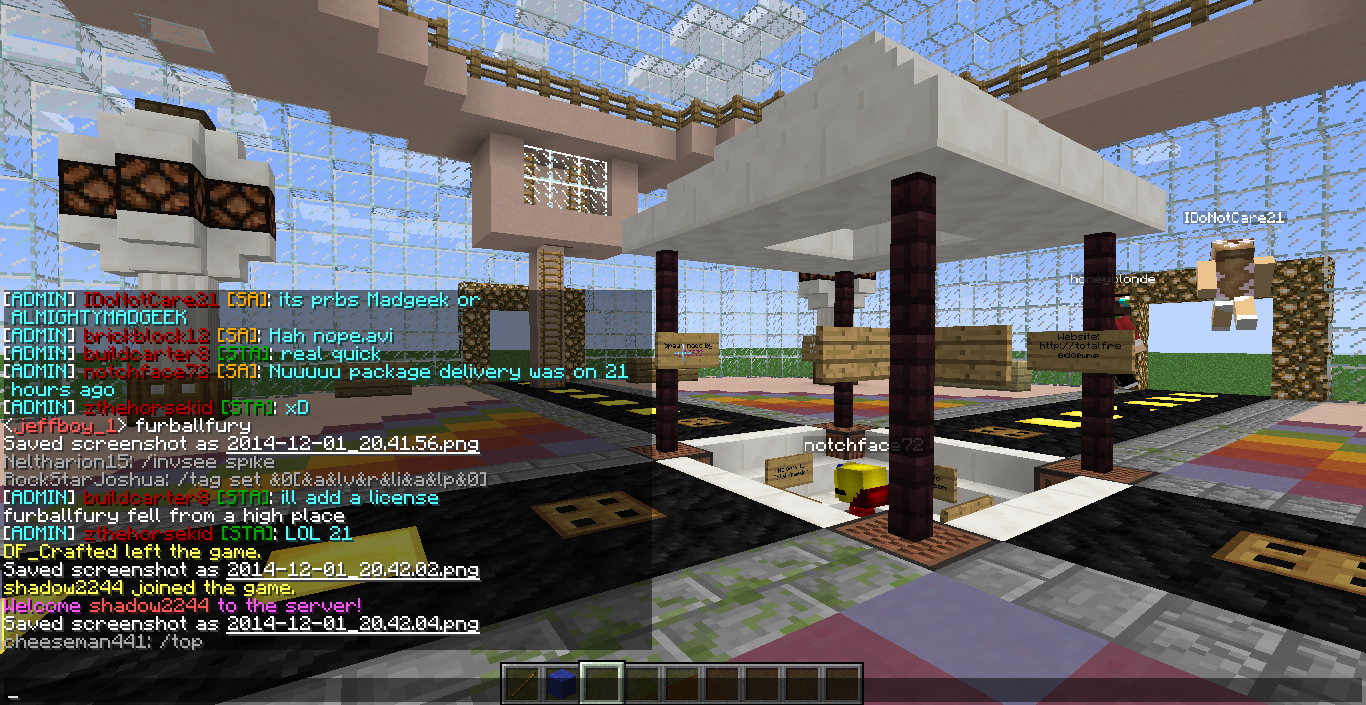 IDoNotCare21
honeyblonde
[ADMIN] IDoNotCare21 [SA]: its prbs Madgeek or
ALMIGHTYMADGEEK
[ADMIN] brickblock12 [SA]: Hah nope.avi
[ADMIN] buildcarter8 [STA]: real quick
[ADMIN] notchface72 [SA]: Nuuuuu package delivery was on 21
hours ago
[ADMIN] zthehorsekid [STA]: xD
<jeffboy_1> furballfury
Saved screenshot as 2014-12-01_20.41.56.png
Neltharion15: /invsee spike
RockStarJoshua: /tag set &0[&a&lv&r&li&a&lp&0]
[ADMIN] buildcarter8 [STA]: ill add a license
furballfury fell from a high place
[ADMIN] zthehorsekid [STA]: LOL 21
DF_Crafted left the game.
Saved screenshot as 2014-12-01_20.42.02.png
shadow2244 joined the game.
Welcome shadow2244 to the server!
Saved screenshot as 2014-12-01_20.42.04.png
cheeseman441: /top
_
Spawn made by
Website:
http://totalfre
edom.me
notchface72